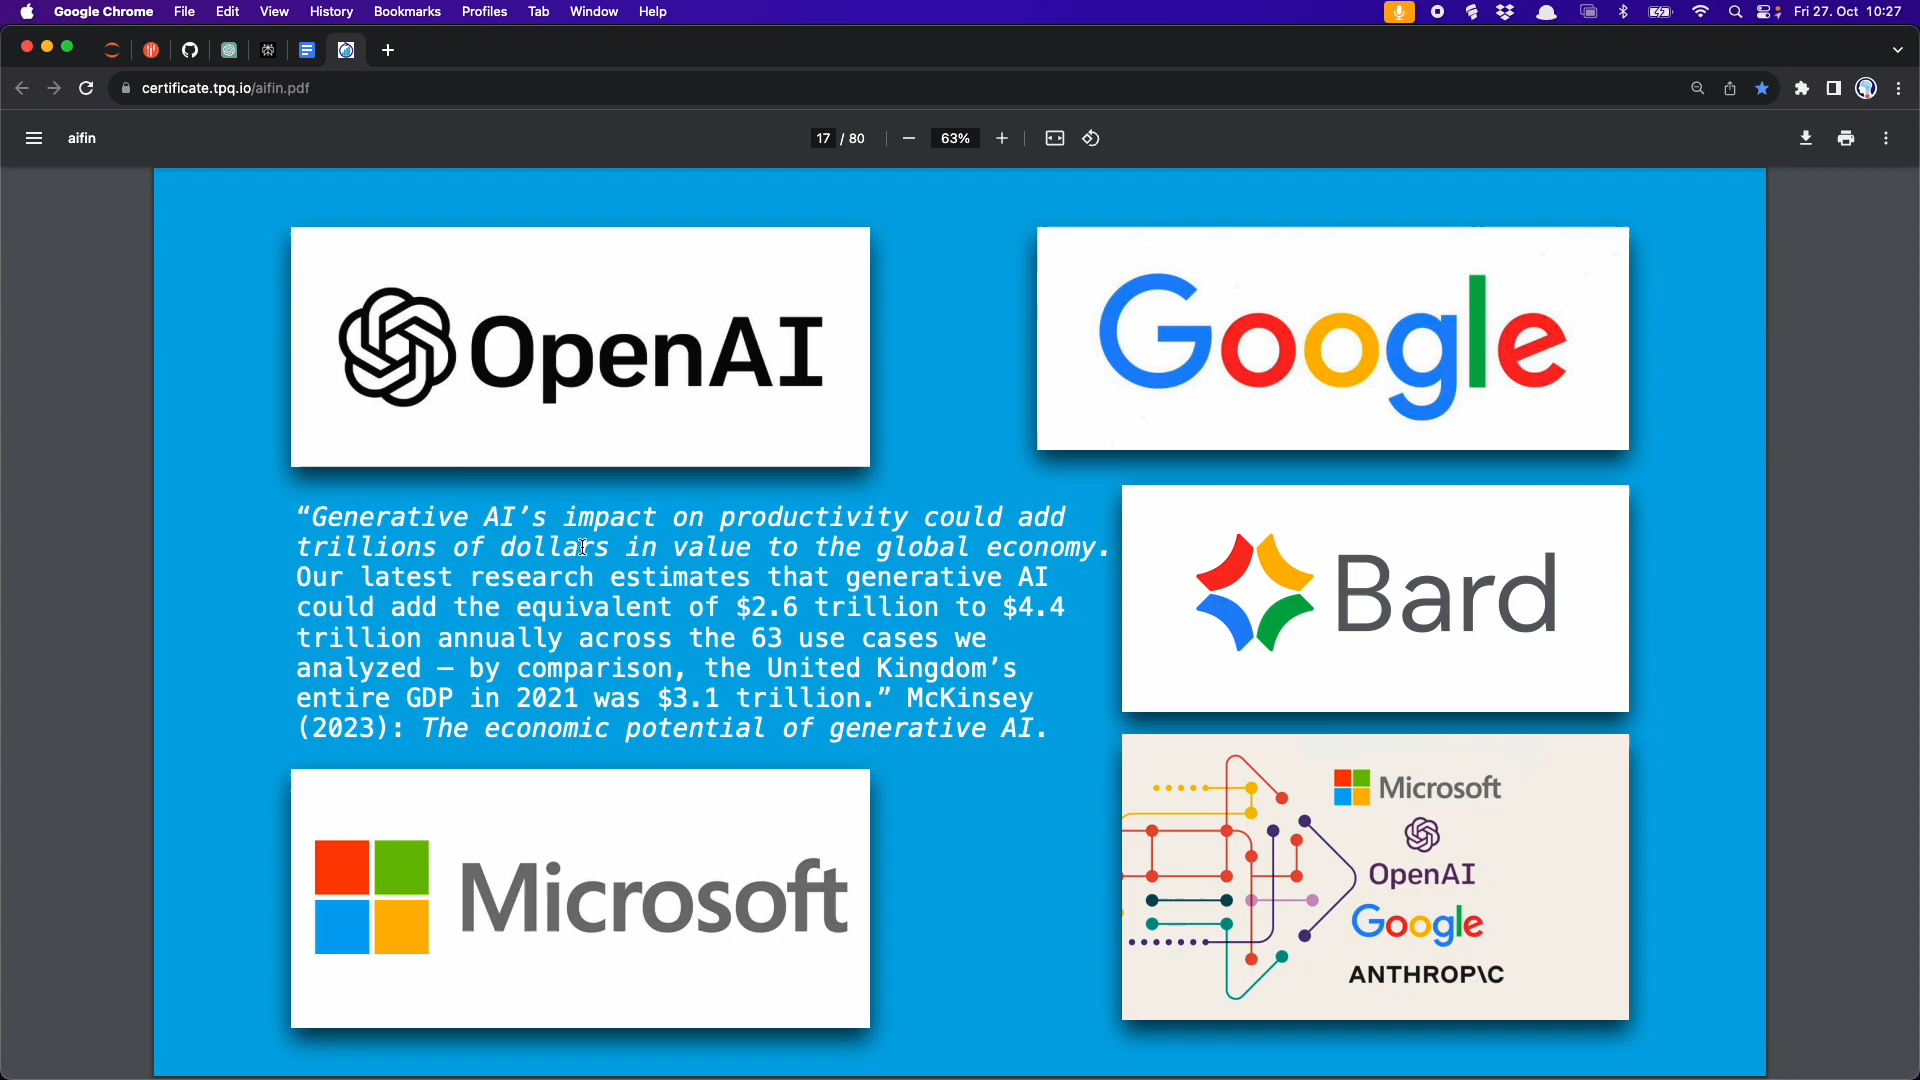 Google Chrome File Edit View History Bookmarks Profiles Tab Window Help Fri 27. Oct 10:27
certificate.tpq.io/aifin.pdf
aifin 17 / 80 63%
OpenAI
Google
“Generative AI’s impact on productivity could add
trillions of dollars in value to the global economy.
Our latest research estimates that generative AI
could add the equivalent of $2.6 trillion to $4.4
trillion annually across the 63 use cases we
analyzed – by comparison, the United Kingdom’s
entire GDP in 2021 was $3.1 trillion.” McKinsey
(2023): The economic potential of generative AI.
Bard
Microsoft
Microsoft
OpenAI
Google
ANTHROP\C